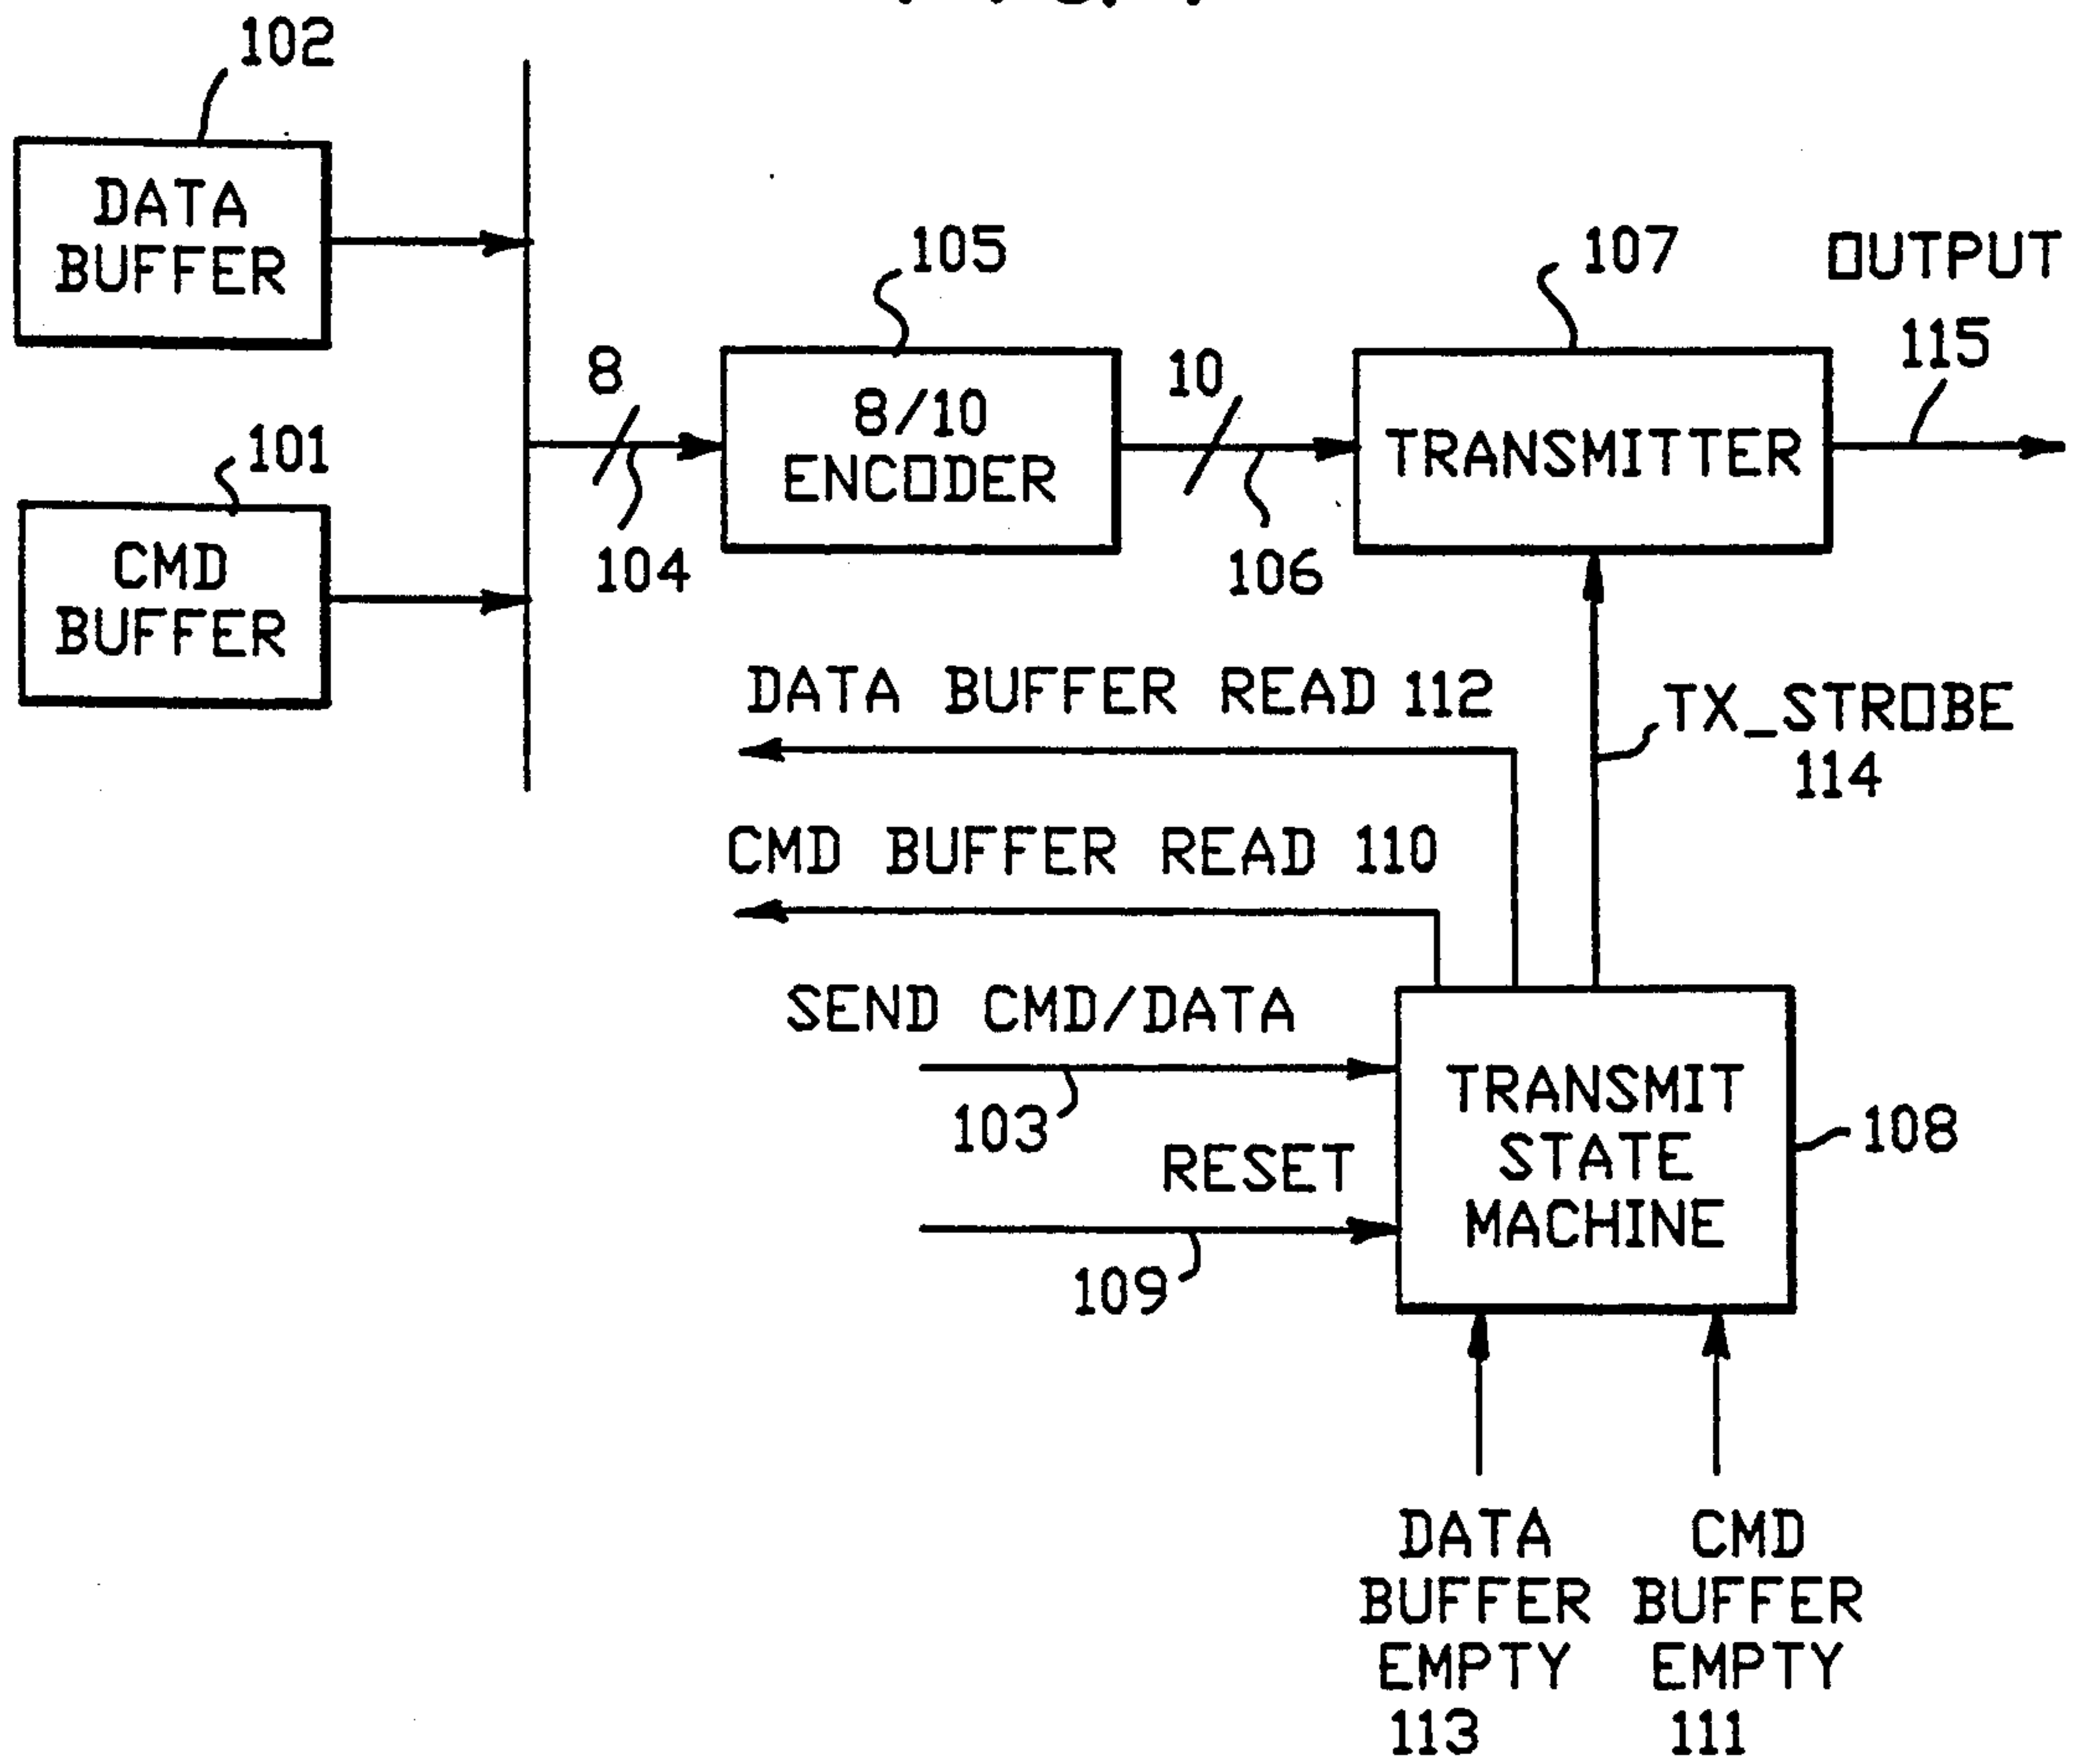 102
DATA
BUFFER
105
107
OUTPUT
115
8
8/10
ENCODER
10
TRANSMITTER
101
CMD
BUFFER
104
106
DATA BUFFER READ 112
TX_STROBE
114
CMD BUFFER READ 110
SEND CMD/DATA
103
TRANSMIT
STATE
MACHINE
108
RESET
109
DATA
BUFFER
EMPTY
113
CMD
BUFFER
EMPTY
111